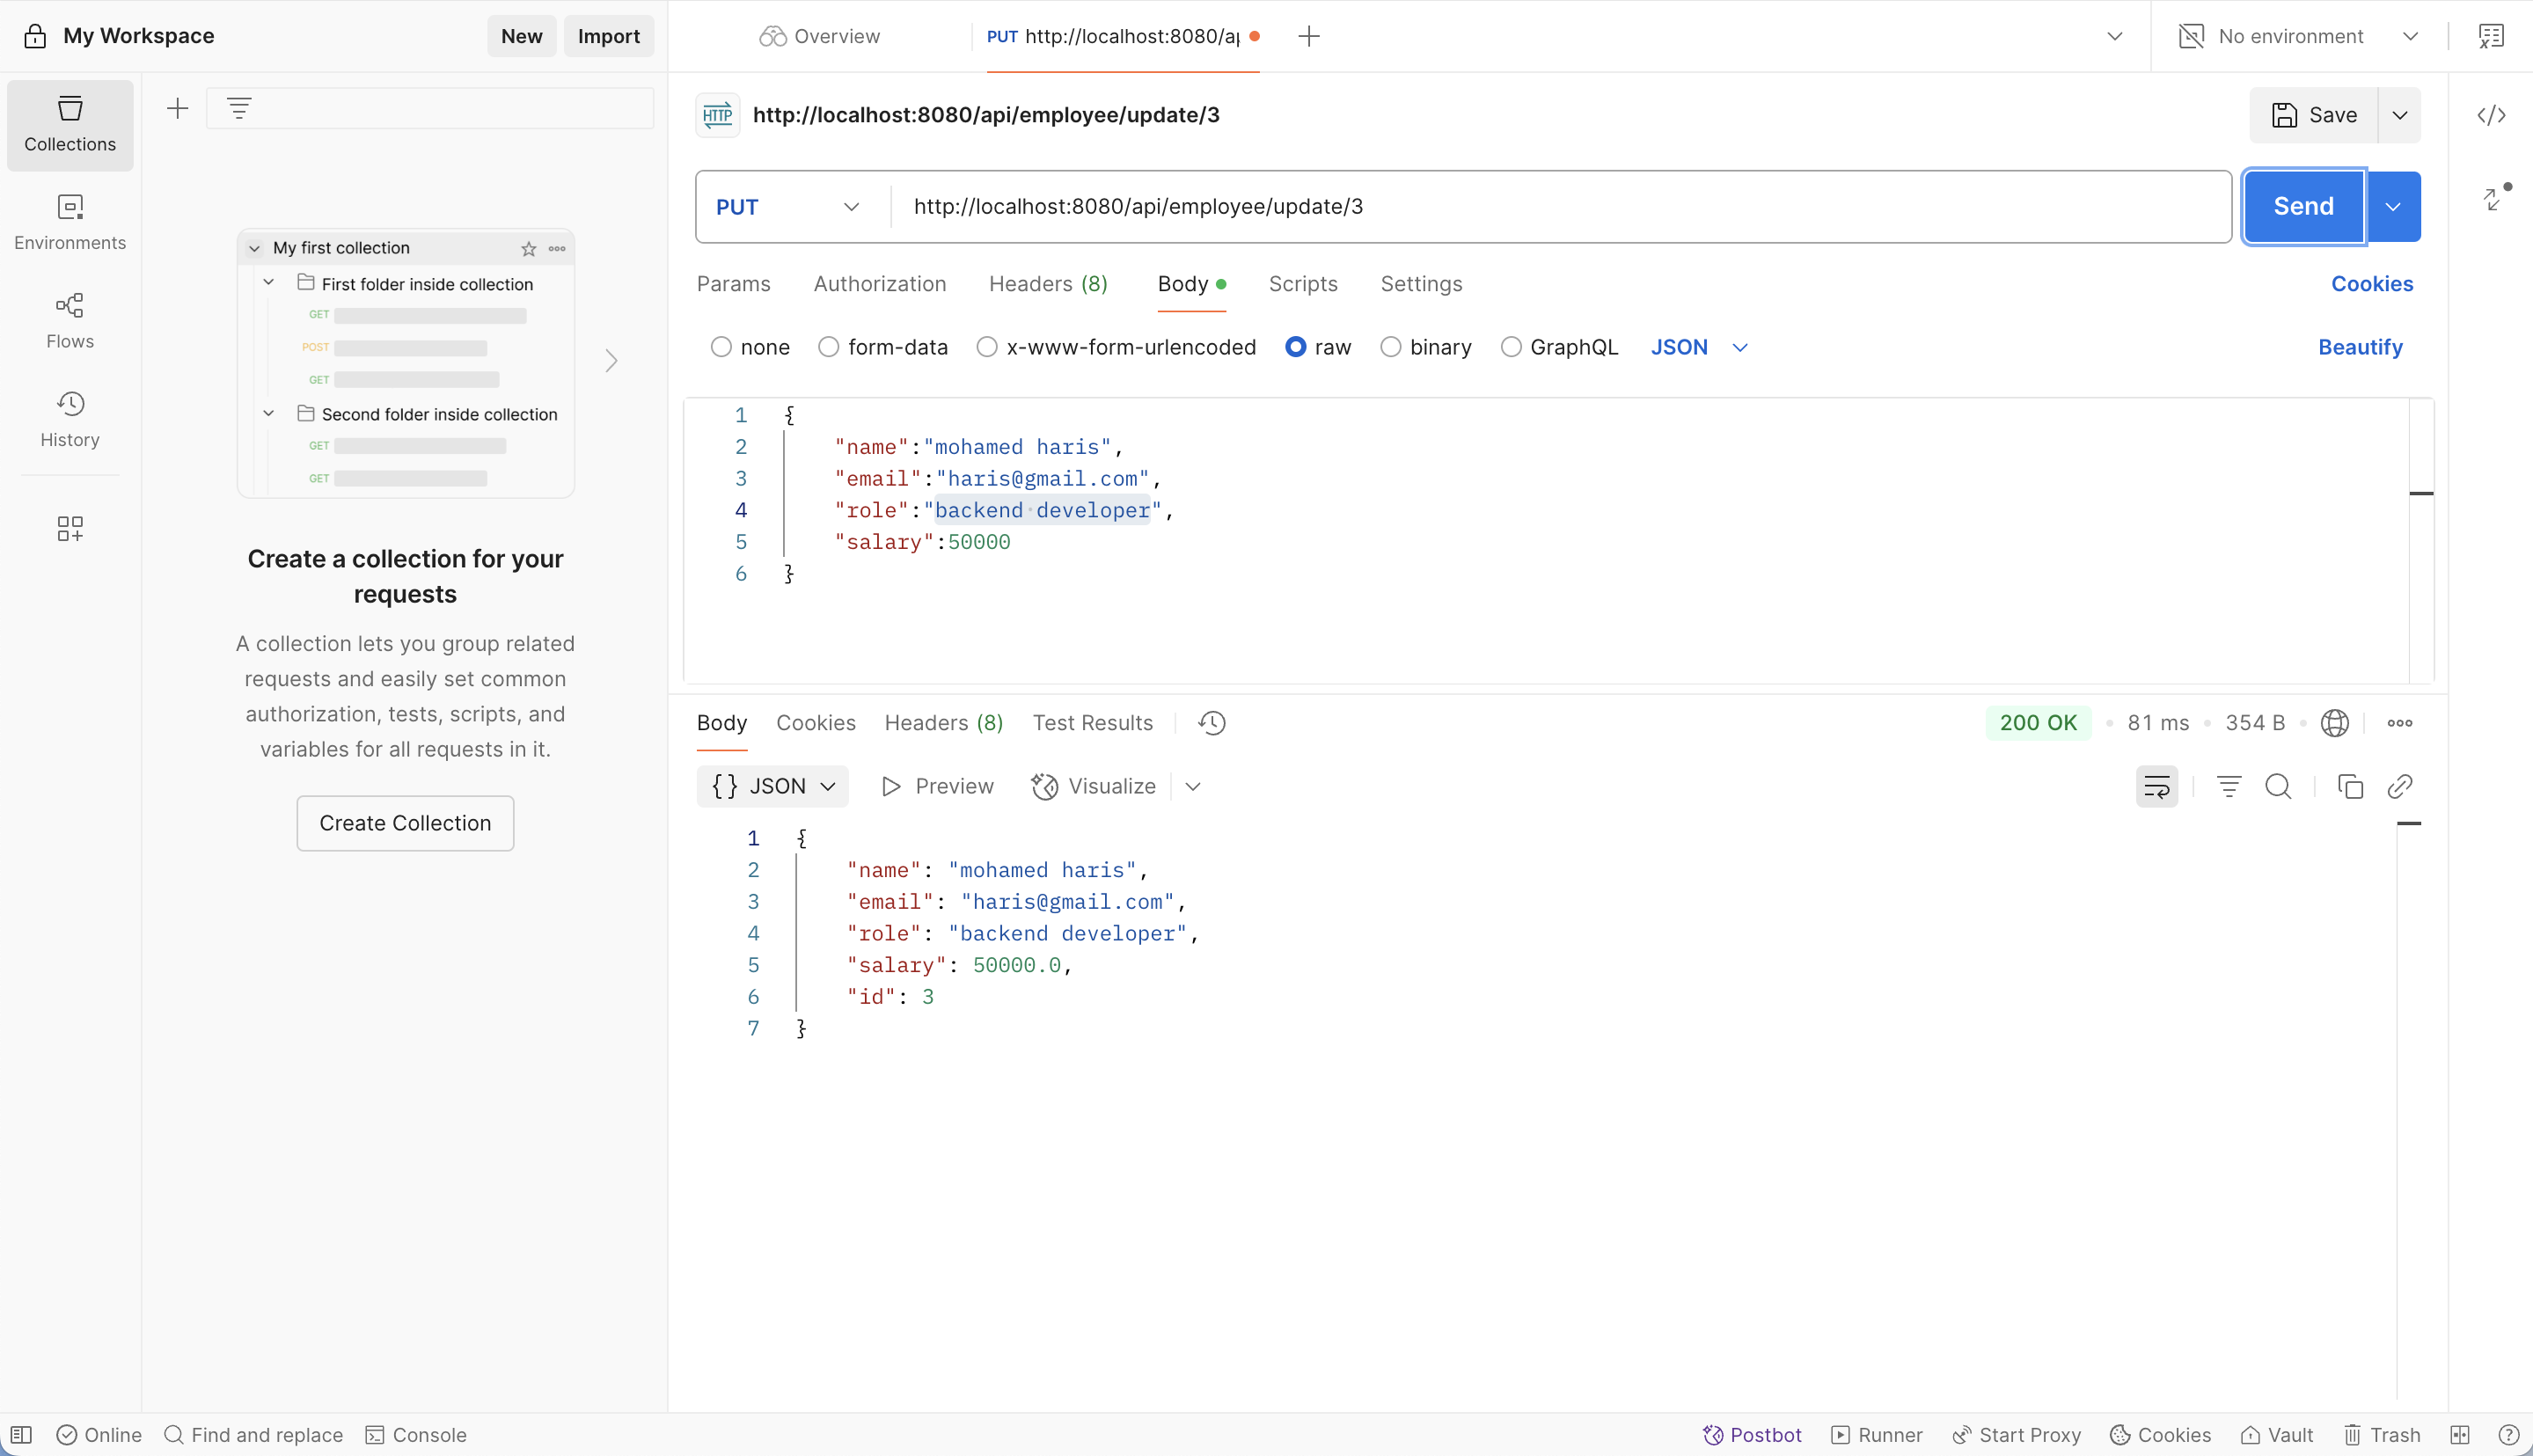 My Workspace
New
Import
Overview
PUT http://localhost:8080/a
No environment
Collections
Environments
Flows
History
My first collection
First folder inside collection
GET
POST
GET
Second folder inside collection
GET
GET
Create a collection for your
requests
A collection lets you group related
requests and easily set common
authorization, tests, scripts, and
variables for all requests in it.
Create Collection
HTTP http://localhost:8080/api/employee/update/3
Save
PUT
http://localhost:8080/api/employee/update/3
Send
Params Authorization Headers (8) Body Scripts Settings
Cookies
none form-data x-www-form-urlencoded raw binary GraphQL JSON
Beautify
1 {
2 "name":"mohamed haris",
3 "email":"haris@gmail.com",
4 "role":"backend developer",
5 "salary":50000
6 }
Body Cookies Headers (8) Test Results
200 OK • 81 ms • 354 B
{} JSON Preview Visualize
1 {
2 "name": "mohamed haris",
3 "email": "haris@gmail.com",
4 "role": "backend developer",
5 "salary": 50000.0,
6 "id": 3
7 }
Online Find and replace Console
Postbot Runner Start Proxy Cookies Vault Trash